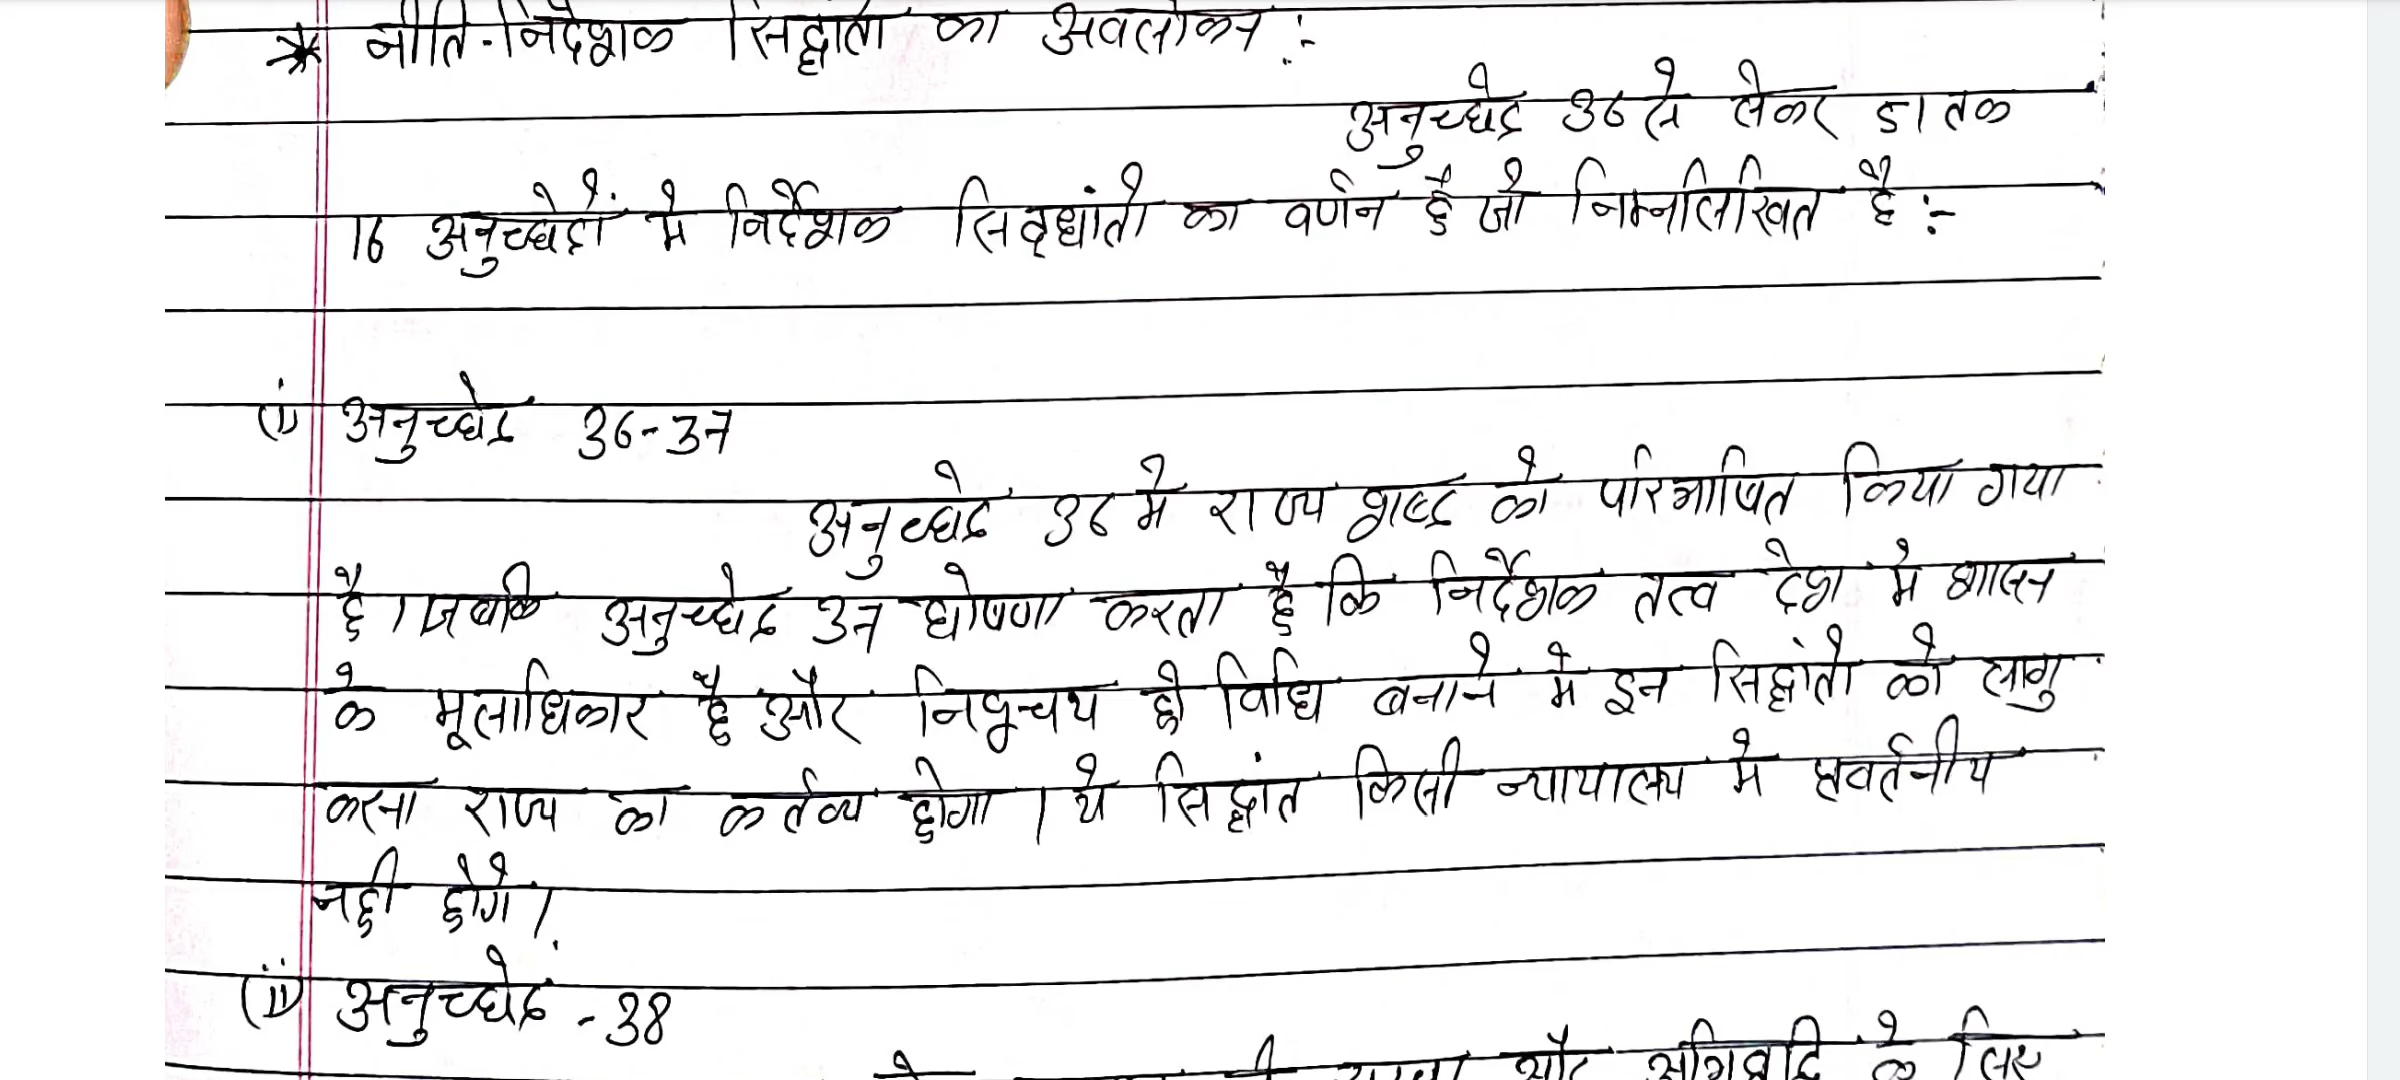 * नीति-निर्देशक सिद्धांतो का अवलोकन :-
अनुच्छेद 36 से लेकर 51 तक
16 अनुच्छेदों मे निर्देशक सिद्धांतो का वर्णन है जो निम्नलिखित है :-
(i) अनुच्छेद 36-37
अनुच्छेद 36 मे राज्य शब्द को परिभाषित किया गया
है । जबकि अनुच्छेद 37 घोषणा करता है कि निर्देशक तत्व देश मे शासन
के मूलाधिकार है और निश्चय ही विधि बनाने मे इन सिद्धांतो को लागु
करना राज्य का कर्तव्य होगा । ये सिद्धांत किसी न्यायालय मे प्रवर्तनीय
नही होगे ।
(ii) अनुच्छेद - 38
और अभिवृद्धि के लिए